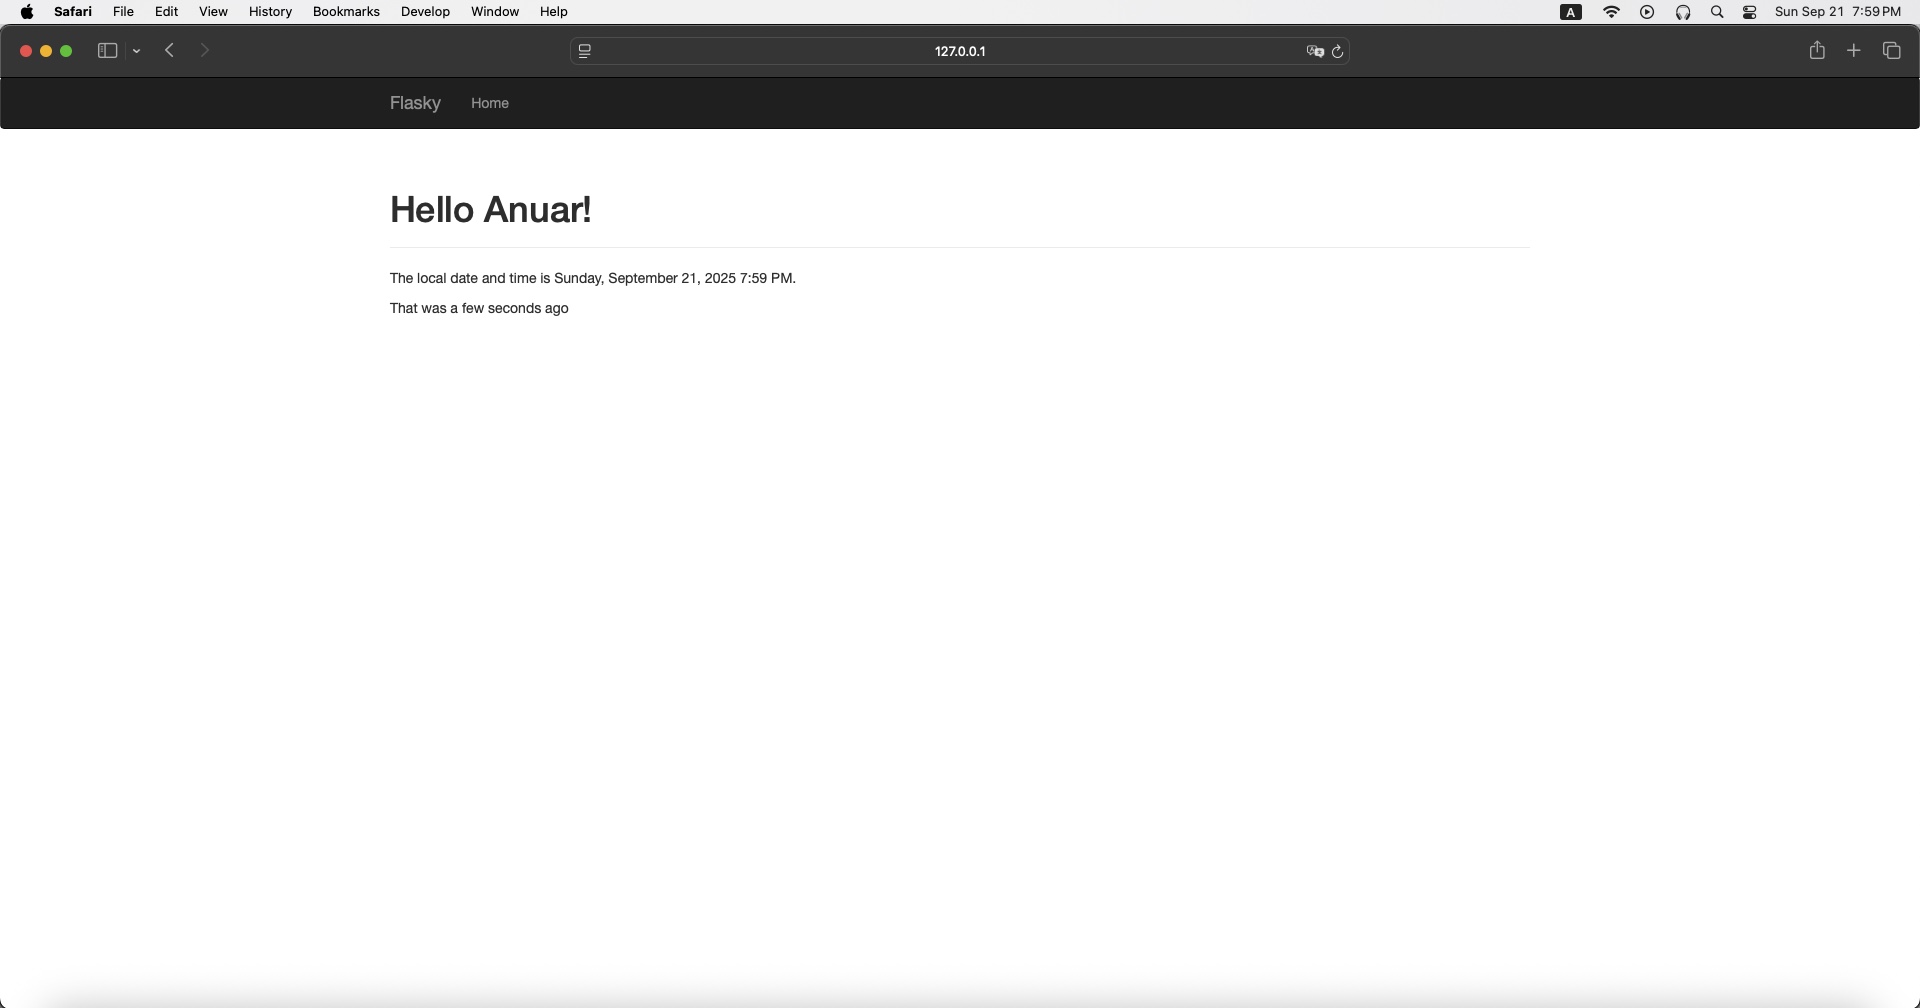 Safari File Edit View History Bookmarks Develop Window Help A Sun Sep 21 7:59 PM
127.0.0.1
Flasky Home
Hello Anuar!
The local date and time is Sunday, September 21, 2025 7:59 PM.
That was a few seconds ago